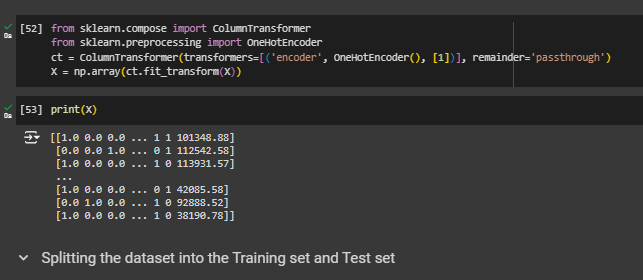 [52] from sklearn.compose import ColumnTransformer
from sklearn.preprocessing import OneHotEncoder
ct = ColumnTransformer(transformers=[('encoder', OneHotEncoder(), [1])], remainder='passthrough')
X = np.array(ct.fit_transform(X))
[53] print(X)
[[1.0 0.0 0.0 ... 1 1 101348.88]
[0.0 0.0 1.0 ... 0 1 112542.58]
[1.0 0.0 0.0 ... 1 0 113931.57]
...
[1.0 0.0 0.0 ... 0 1 42085.58]
[0.0 1.0 0.0 ... 1 0 92888.52]
[1.0 0.0 0.0 ... 1 0 38190.78]]
Splitting the dataset into the Training set and Test set